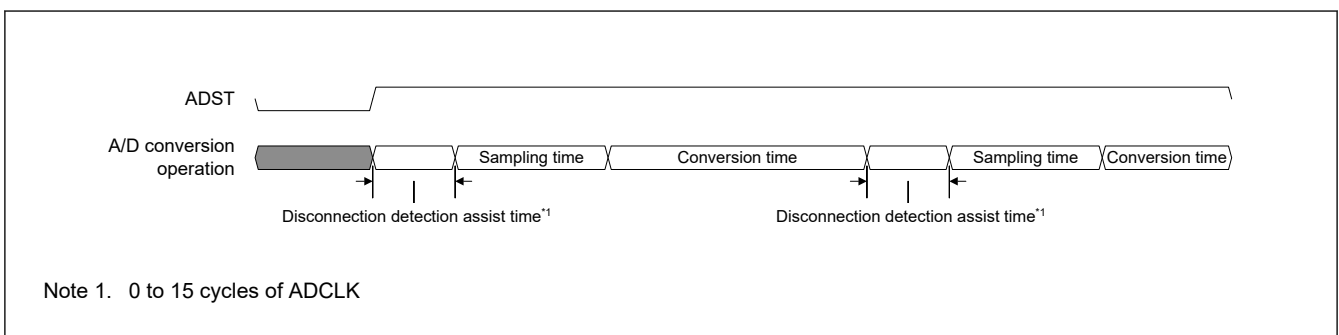 ADST
A/D conversion
operation
Sampling time
Conversion time
Sampling time
Conversion time
Disconnection detection assist time*1
Disconnection detection assist time*1
Note 1. 0 to 15 cycles of ADCLK